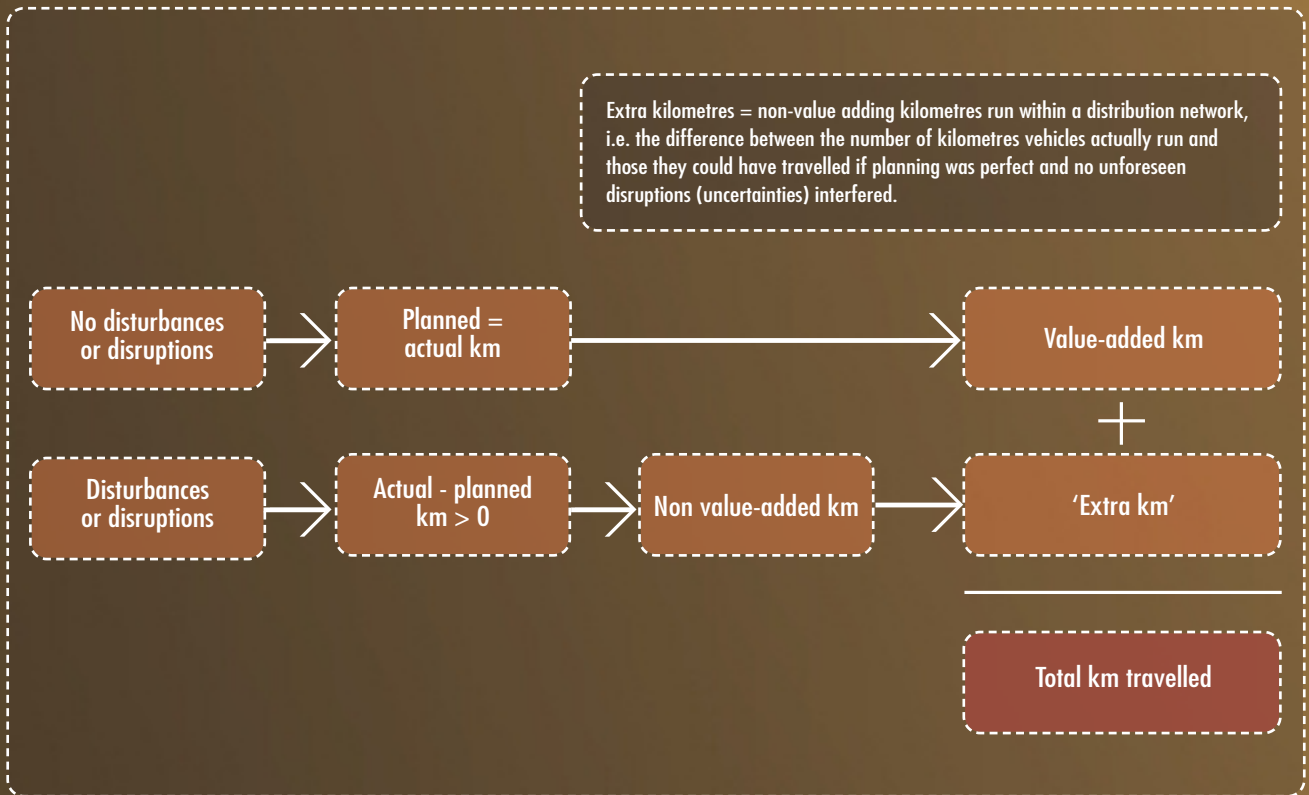 Extra kilometres = non-value adding kilometres run within a distribution network,
i.e. the difference between the number of kilometres vehicles actually run and
those they could have travelled if planning was perfect and no unforeseen
disruptions (uncertainties) interfered.
No disturbances
or disruptions
Planned =
actual km
Value-added km
+
Disturbances
or disruptions
Actual - planned
km > 0
Non value-added km
‘Extra km’
Total km travelled